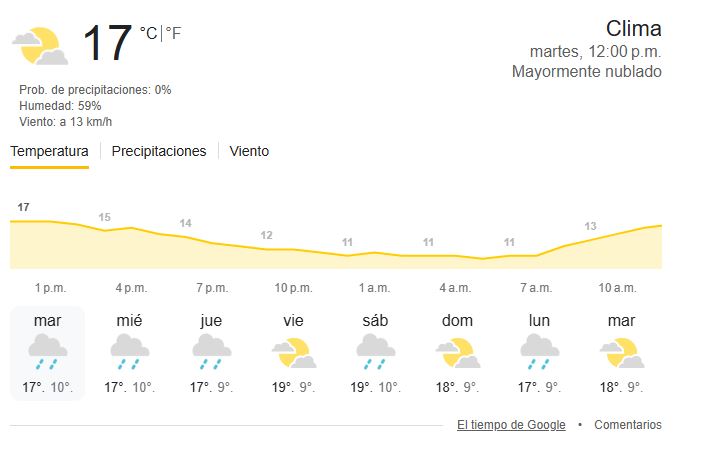 17 °C | °F
Prob. de precipitaciones: 0%
Humedad: 59%
Viento: a 13 km/h
Clima
martes, 12:00 p.m.
Mayormente nublado
Temperatura | Precipitaciones | Viento
17 15 14 12 11 11 11 13
1 p.m. 4 p.m. 7 p.m. 10 p.m. 1 a.m. 4 a.m. 7 a.m. 10 a.m.
mar mié jue vie sáb dom lun mar
17°. 10°. 17°. 10°. 17°. 9°. 19°. 9°. 19°. 10°. 18°. 9°. 17°. 9°. 18°. 9°.
El tiempo de Google • Comentarios